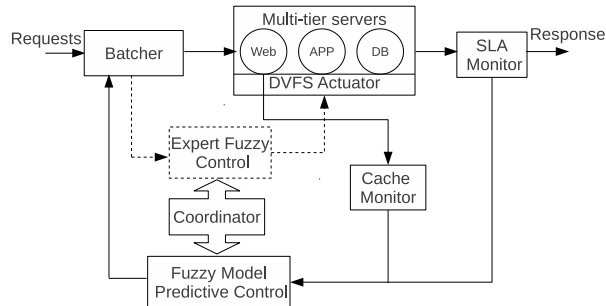 Requests
Batcher
Multi-tier servers
Web
APP
DB
DVFS Actuator
SLA
Monitor
Response
Expert Fuzzy
Control
Cache
Monitor
Coordinator
Fuzzy Model
Predictive Control